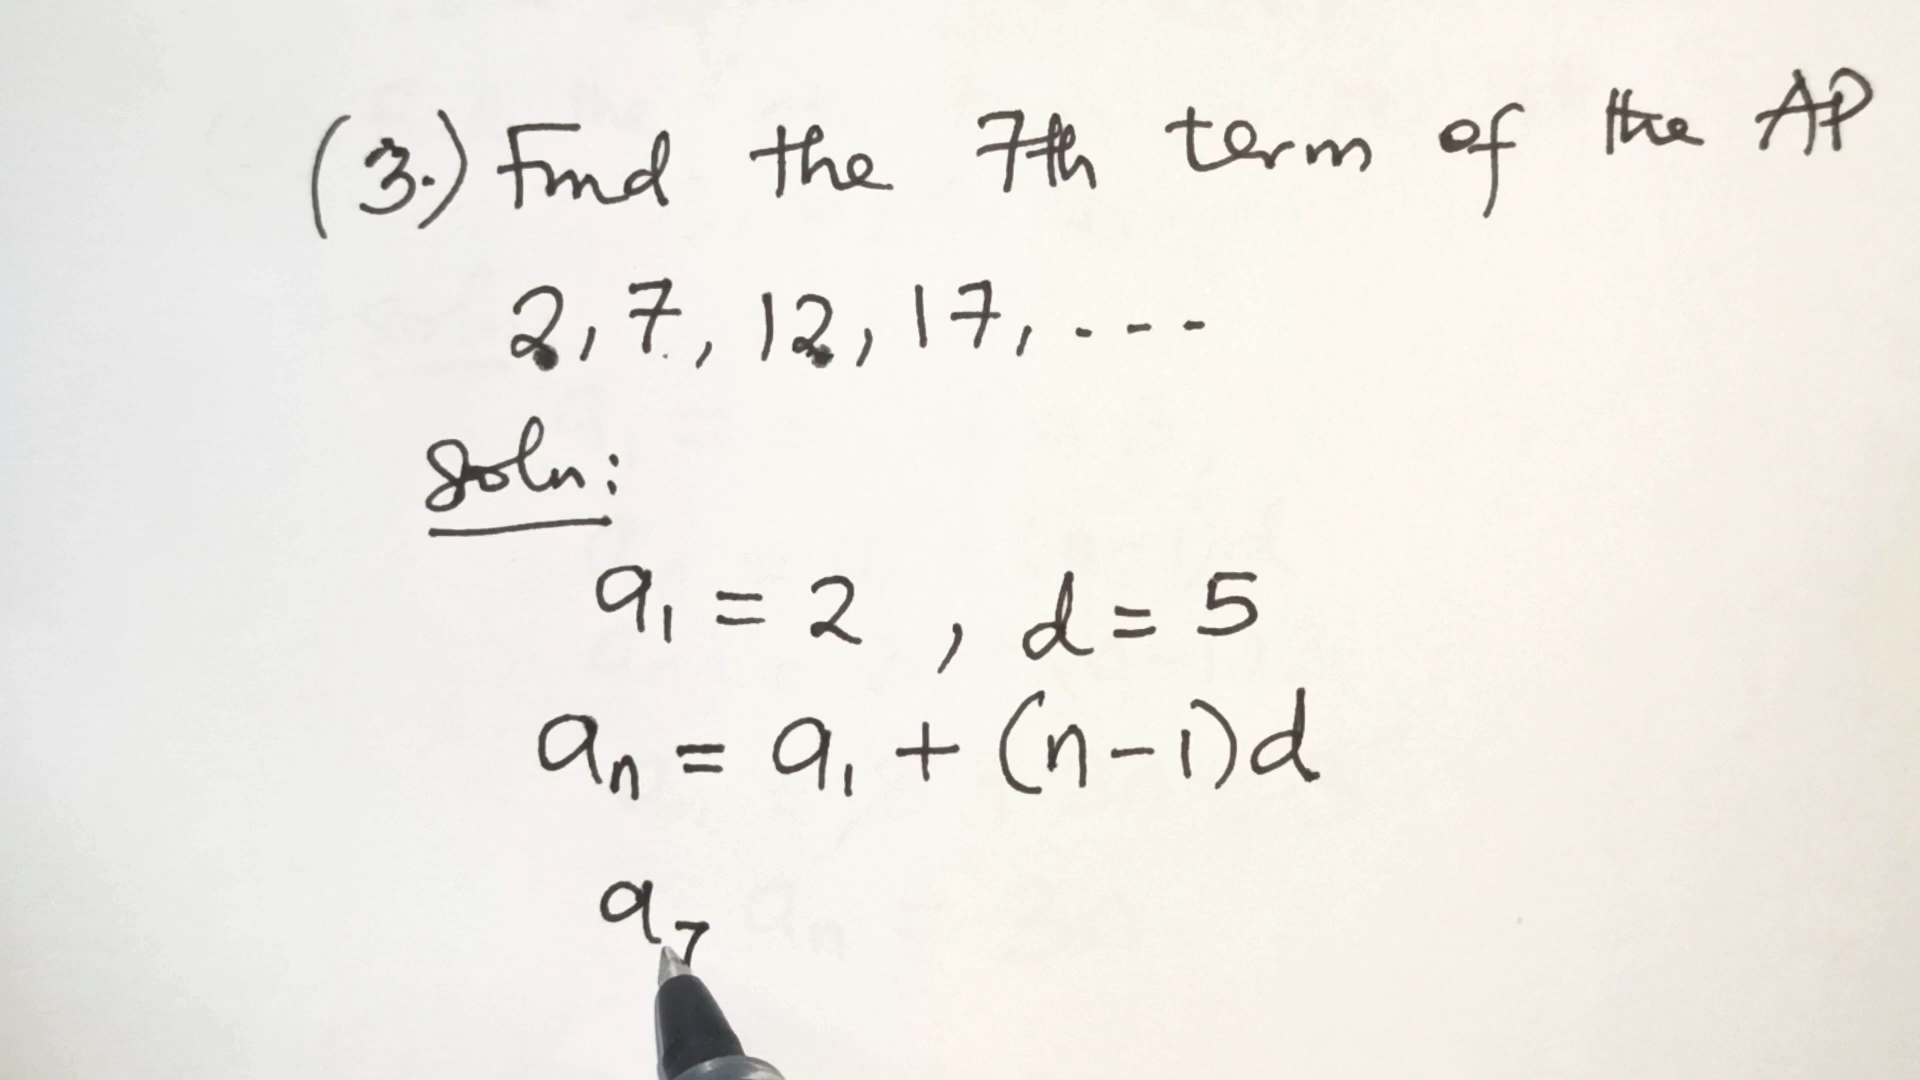 (3.) Find the 7th term of the AP
2, 7, 12, 17, ...
Soln:
a₁ = 2 , d = 5
aₙ = a₁ + (n-1)d
a₇